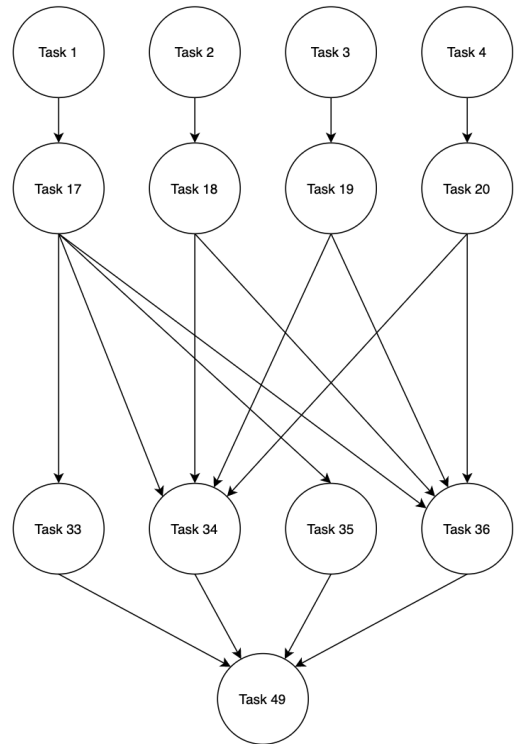 Task 1
Task 2
Task 3
Task 4
Task 17
Task 18
Task 19
Task 20
Task 33
Task 34
Task 35
Task 36
Task 49